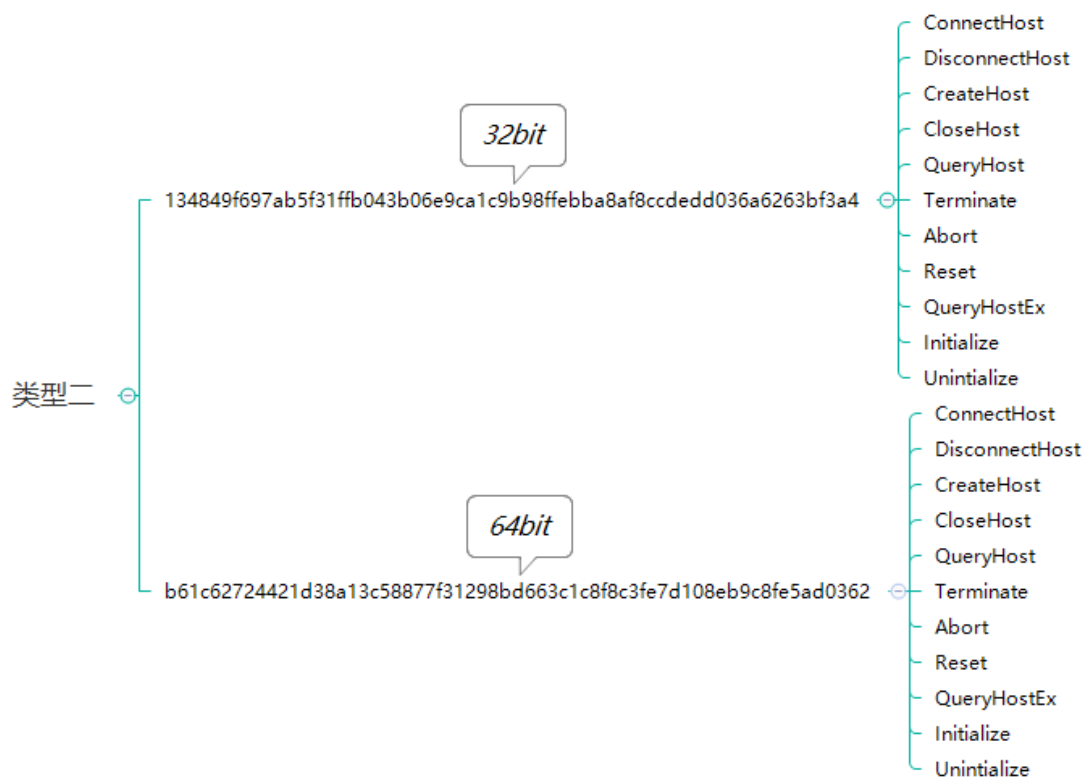 类型二
32bit
134849f697ab5f31ffb043b06e9ca1c9b98ffebba8af8ccdedd036a6263bf3a4
ConnectHost
DisconnectHost
CreateHost
CloseHost
QueryHost
Terminate
Abort
Reset
QueryHostEx
Initialize
Unintialize
64bit
b61c62724421d38a13c58877f31298bd663c1c8f8c3fe7d108eb9c8fe5ad0362
ConnectHost
DisconnectHost
CreateHost
CloseHost
QueryHost
Terminate
Abort
Reset
QueryHostEx
Initialize
Unintialize